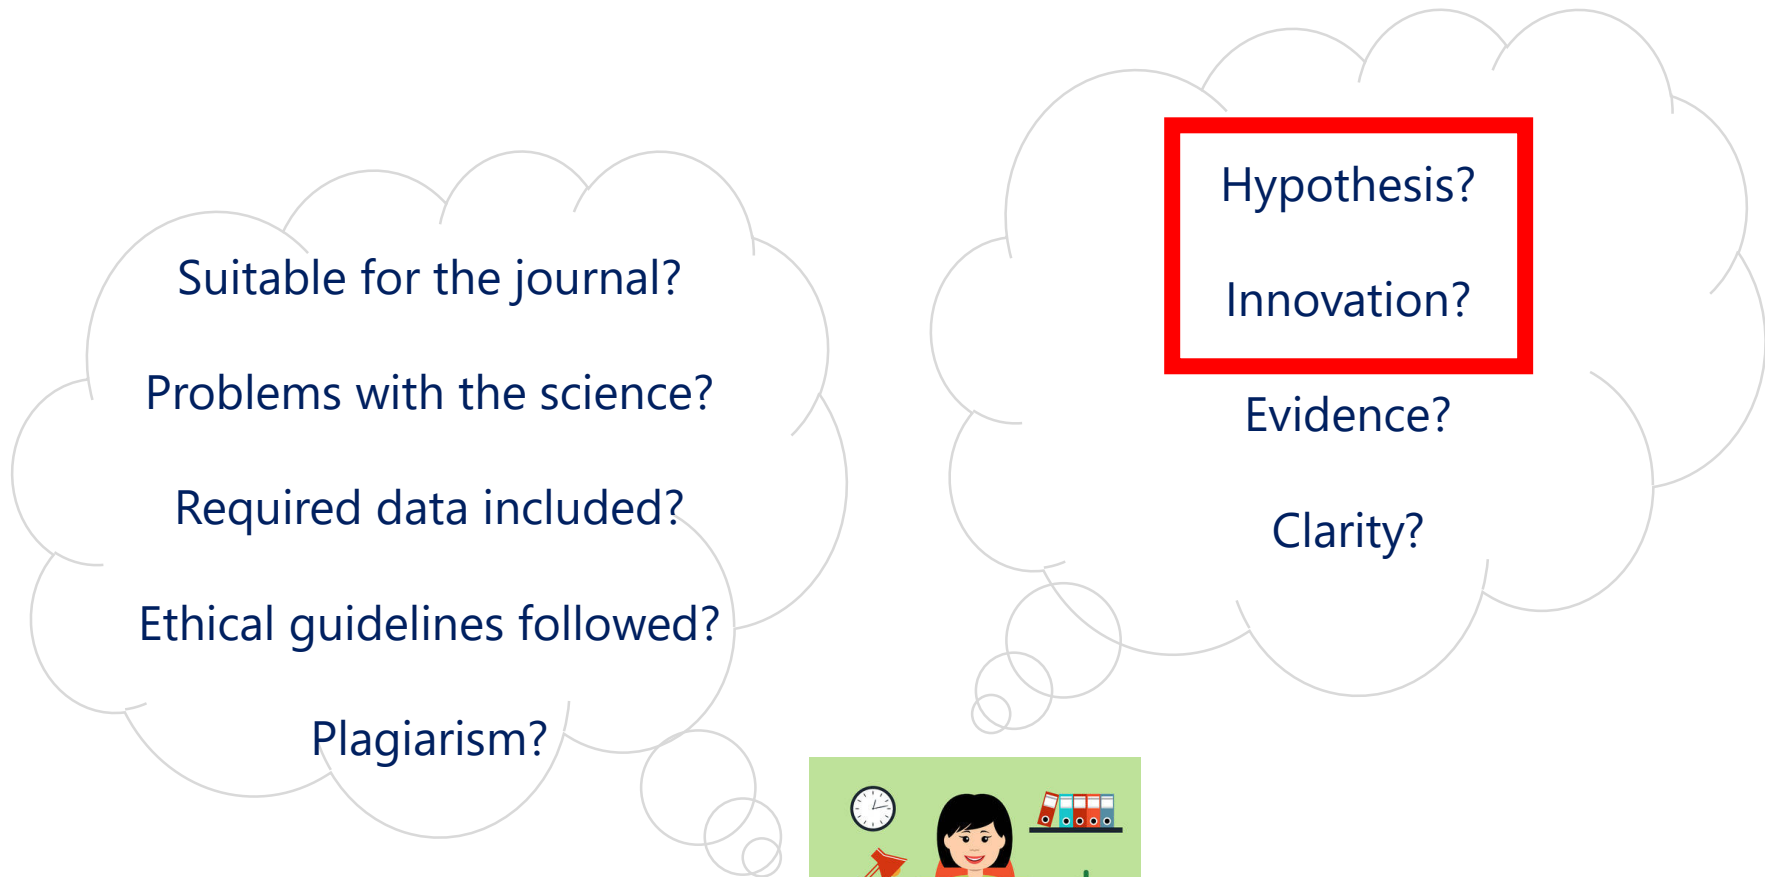 Suitable for the journal?
Problems with the science?
Required data included?
Ethical guidelines followed?
Plagiarism?
Hypothesis?
Innovation?
Evidence?
Clarity?